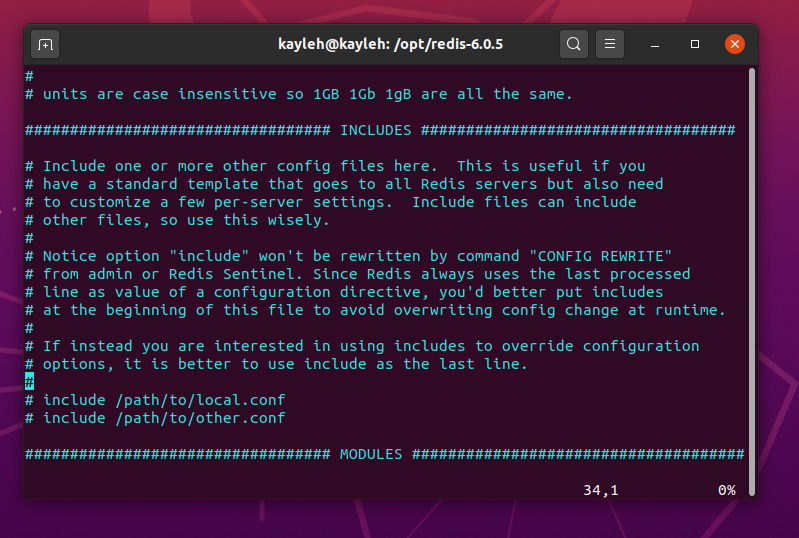 kayleh@kayleh: /opt/redis-6.0.5
#
# units are case insensitive so 1GB 1Gb 1gB are all the same.
################################## INCLUDES ###################################
# Include one or more other config files here.  This is useful if you
# have a standard template that goes to all Redis servers but also need
# to customize a few per-server settings.  Include files can include
# other files, so use this wisely.
#
# Notice option "include" won't be rewritten by command "CONFIG REWRITE"
# from admin or Redis Sentinel. Since Redis always uses the last processed
# line as value of a configuration directive, you'd better put includes
# at the beginning of this file to avoid overwriting config change at runtime.
#
# If instead you are interested in using includes to override configuration
# options, it is better to use include as the last line.
#
# include /path/to/local.conf
# include /path/to/other.conf
################################## MODULES #####################################
34,1 0%